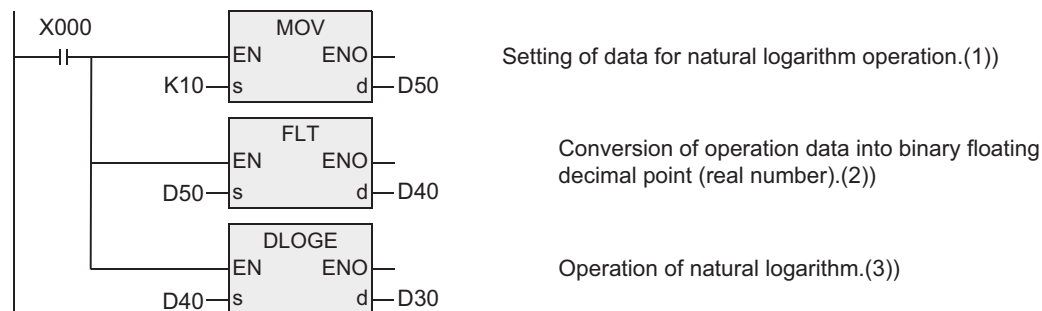 X000
MOV
EN ENO
K10 s d D50
Setting of data for natural logarithm operation.(1))
FLT
EN ENO
D50 s d D40
Conversion of operation data into binary floating
decimal point (real number).(2))
DLOGE
EN ENO
D40 s d D30
Operation of natural logarithm.(3))